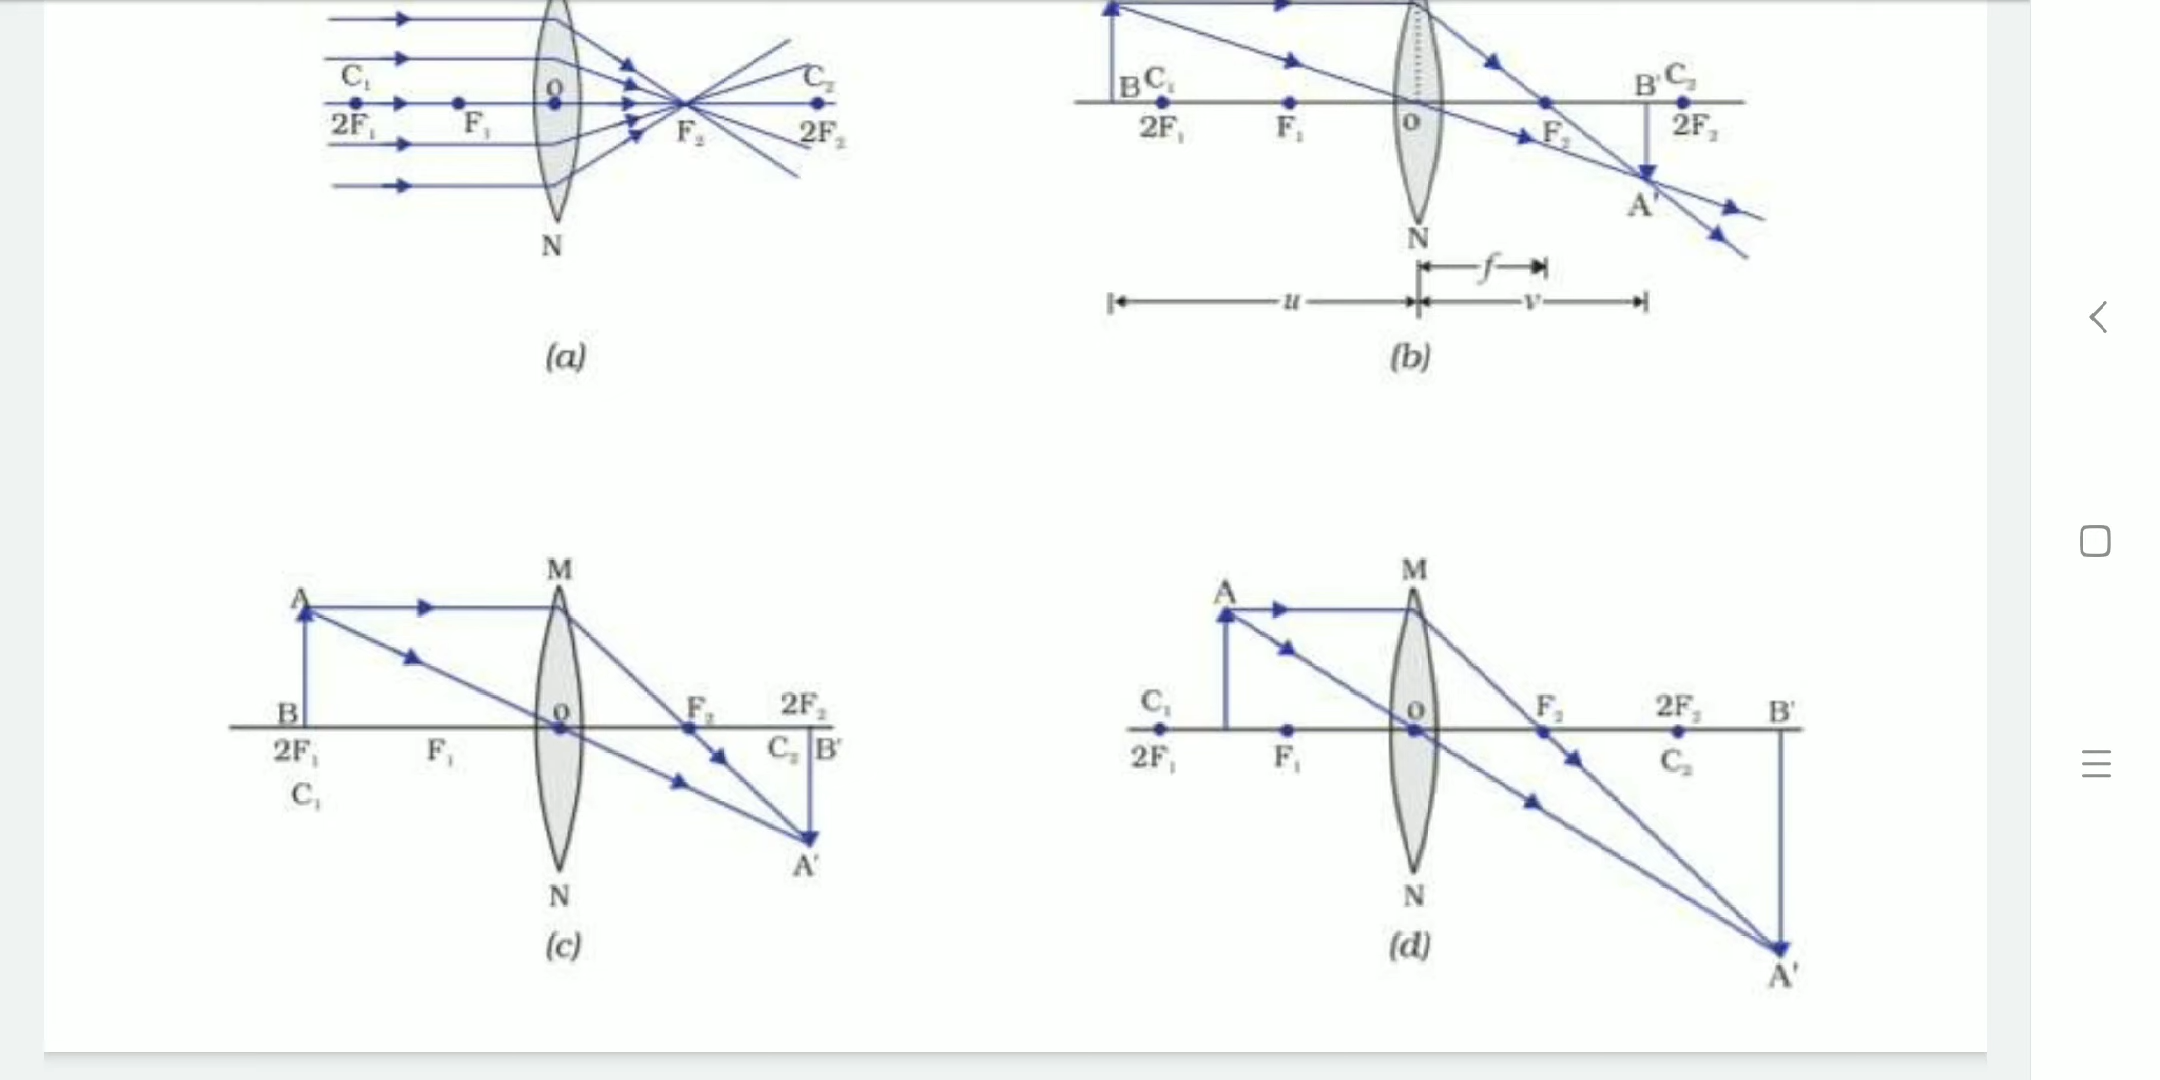 C₁ 2F₁ F₁ O F₂ C₂ 2F₂
N
(a)
B C₁ 2F₁ F₁ O F₂ B' C₂ 2F₂
A'
N
f
u v
(b)
M
A
B O F₂ 2F₂
2F₁ F₁ C₂ B'
C₁
A'
N
(c)
M
A
C₁ O F₂ 2F₂ B'
2F₁ F₁ C₂
N
A'
(d)